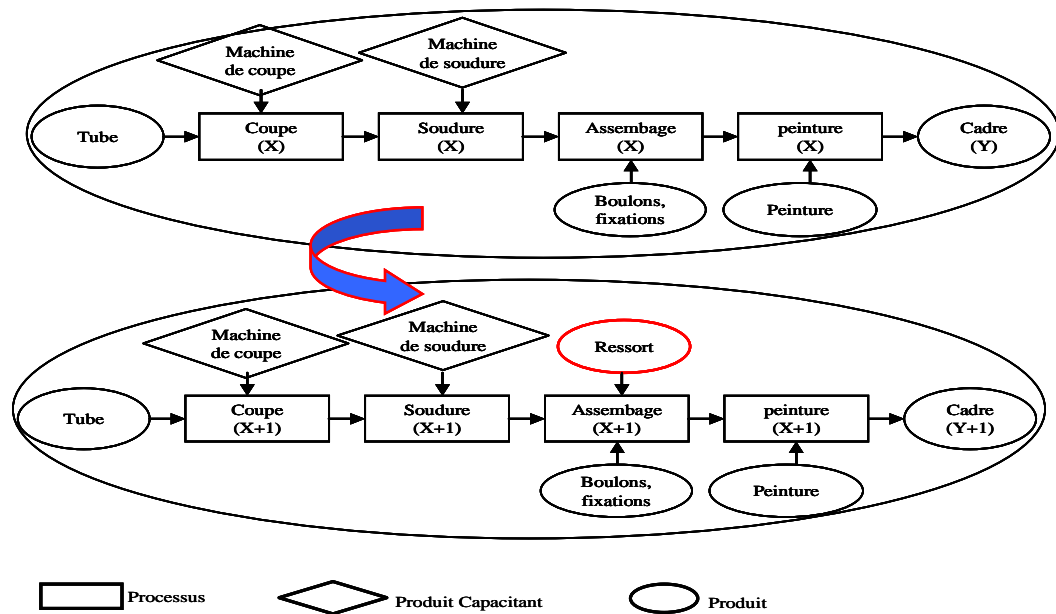 Machine
de coupe
Machine
de soudure
Tube
Coupe
(X)
Soudure
(X)
Assembage
(X)
peinture
(X)
Cadre
(Y)
Boulons,
fixations
Peinture
Machine
de coupe
Machine
de soudure
Ressort
Tube
Coupe
(X+1)
Soudure
(X+1)
Assembage
(X+1)
peinture
(X+1)
Cadre
(Y+1)
Boulons,
fixations
Peinture
Processus
Produit Capacitant
Produit